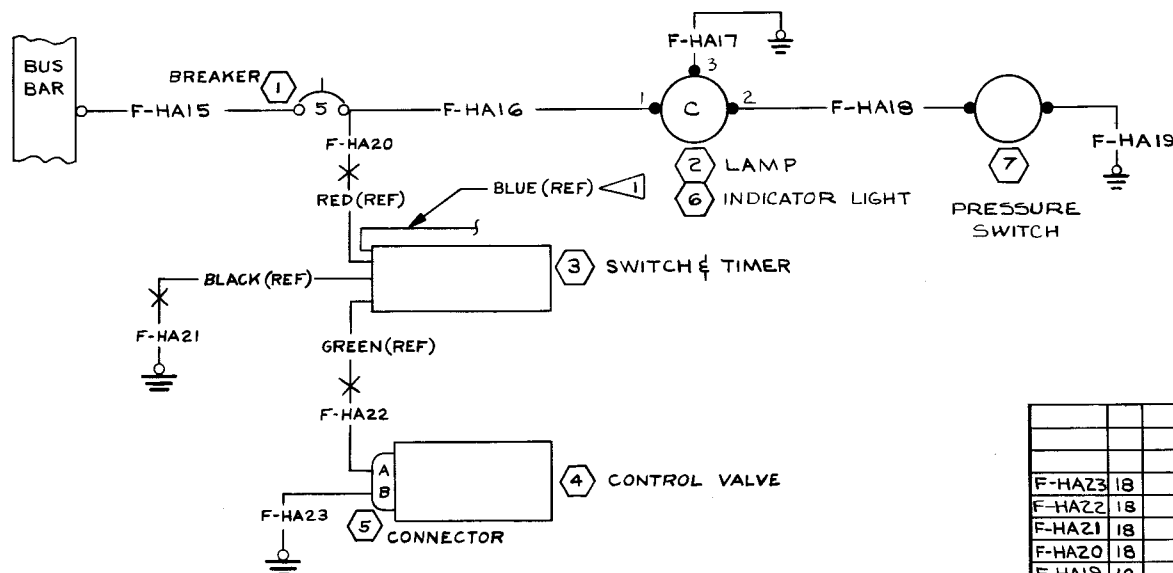 BUS
BAR
BREAKER
1
5
F-HA15
F-HA16
F-HA17
3
1
C
2
F-HA18
F-HA19
F-HA20
2
LAMP
6
INDICATOR LIGHT
7
PRESSURE
SWITCH
RED (REF)
BLUE (REF)
1
3
SWITCH & TIMER
BLACK (REF)
F-HA21
GREEN (REF)
F-HA22
A
B
4
CONTROL VALVE
F-HA23
5
CONNECTOR
F-HA23 18
F-HA22 18
F-HA21 18
F-HA20 18